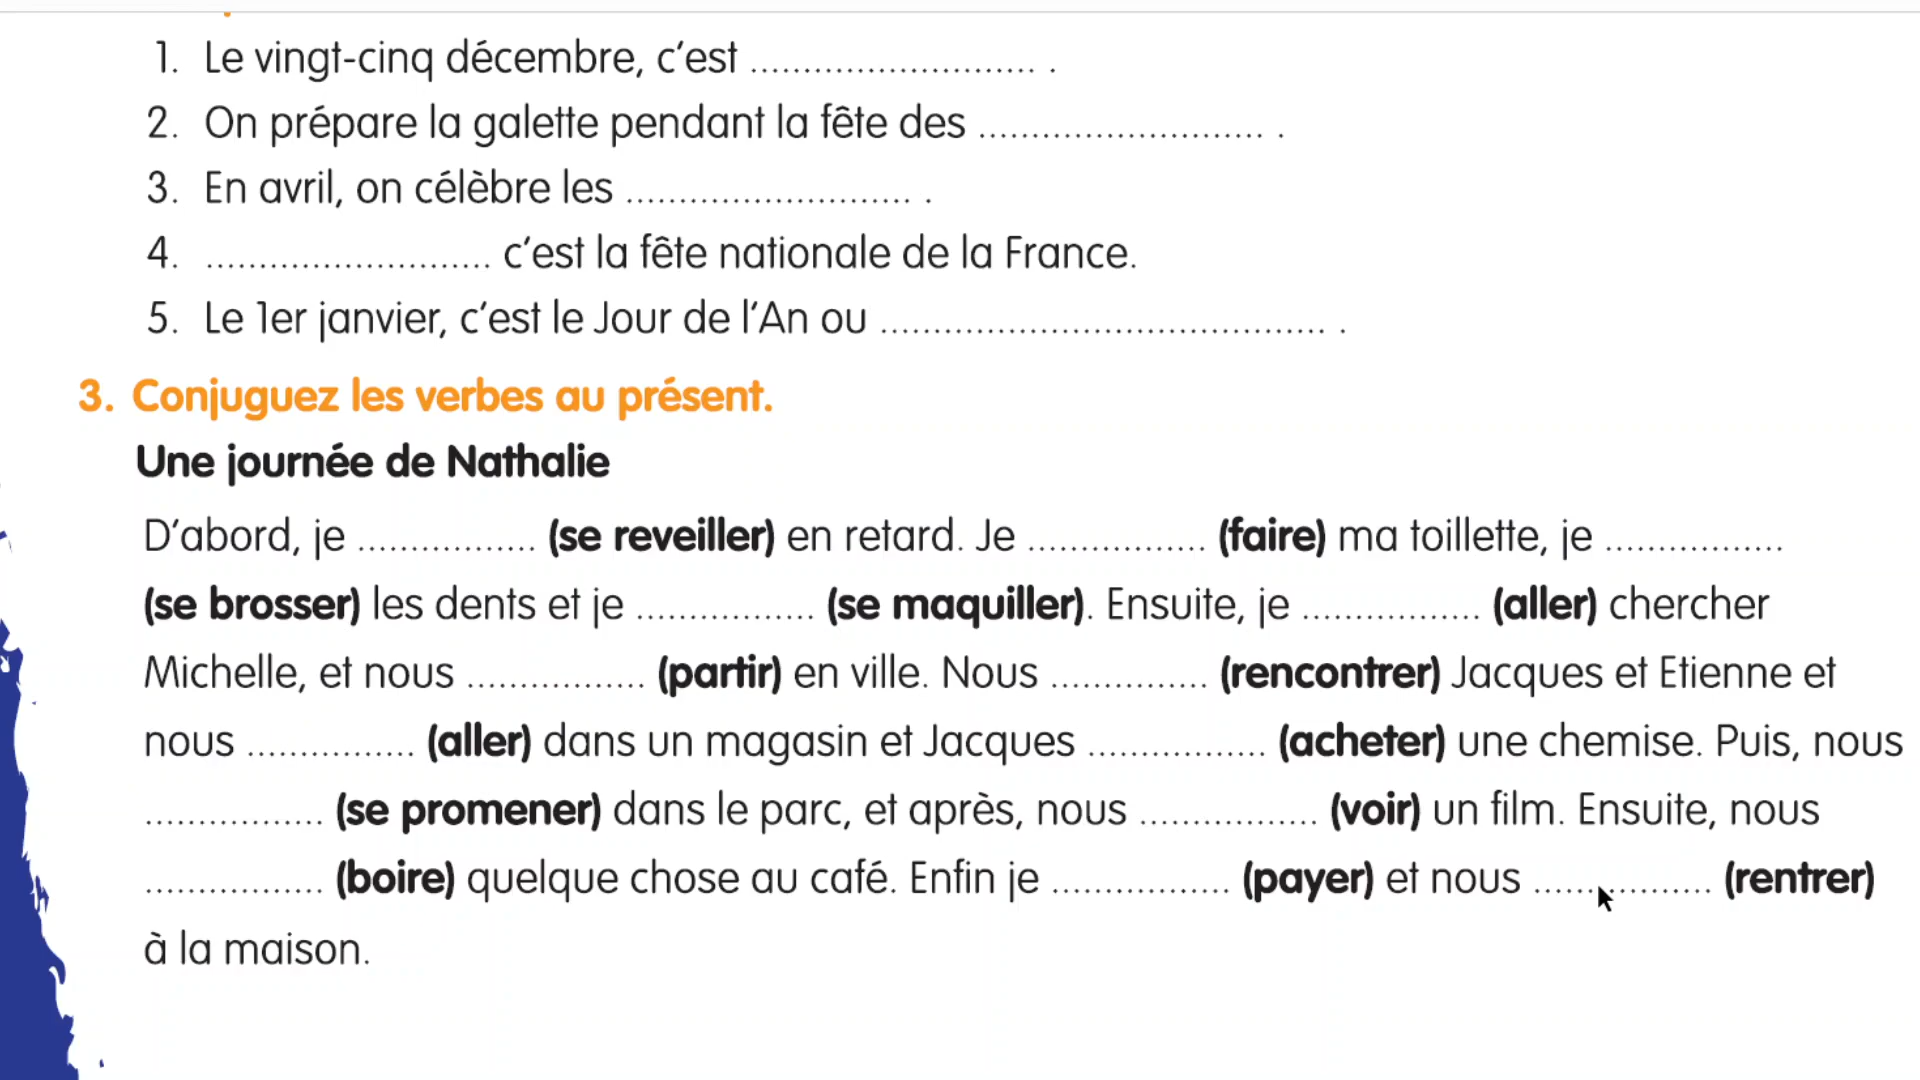 1. Le vingt-cinq décembre, c’est ........................... .
2. On prépare la galette pendant la fête des ........................... .
3. En avril, on célèbre les ........................... .
4. ........................... c’est la fête nationale de la France.
5. Le 1er janvier, c’est le Jour de l’An ou .......................................... .
3. Conjuguez les verbes au présent.
Une journée de Nathalie
D’abord, je ................. (se reveiller) en retard. Je ................. (faire) ma toillette, je .................
(se brosser) les dents et je ................. (se maquiller). Ensuite, je ................. (aller) chercher
Michelle, et nous ................. (partir) en ville. Nous ............... (rencontrer) Jacques et Etienne et
nous ................ (aller) dans un magasin et Jacques ................. (acheter) une chemise. Puis, nous
................. (se promener) dans le parc, et après, nous ................. (voir) un film. Ensuite, nous
................. (boire) quelque chose au café. Enfin je ................. (payer) et nous ................. (rentrer)
à la maison.